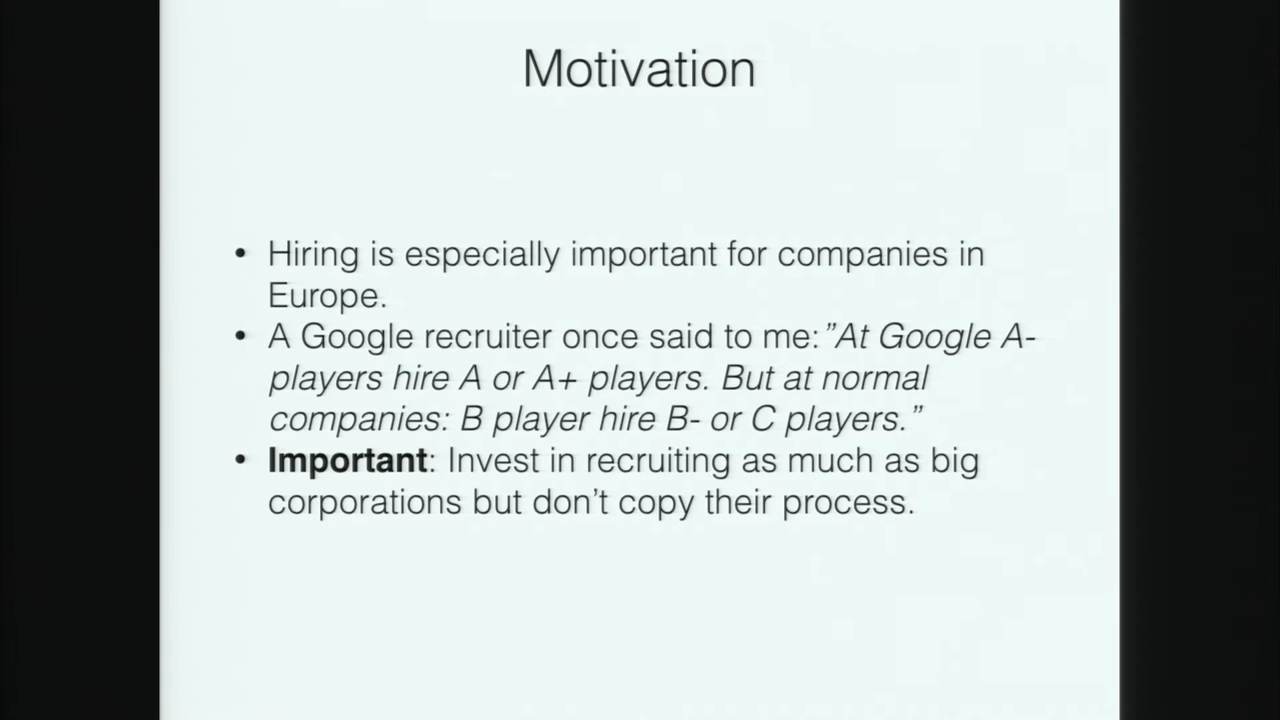 Motivation
• Hiring is especially important for companies in
Europe.
• A Google recruiter once said to me: ”At Google A-
players hire A or A+ players. But at normal
companies: B player hire B- or C players.”
• Important: Invest in recruiting as much as big
corporations but don’t copy their process.